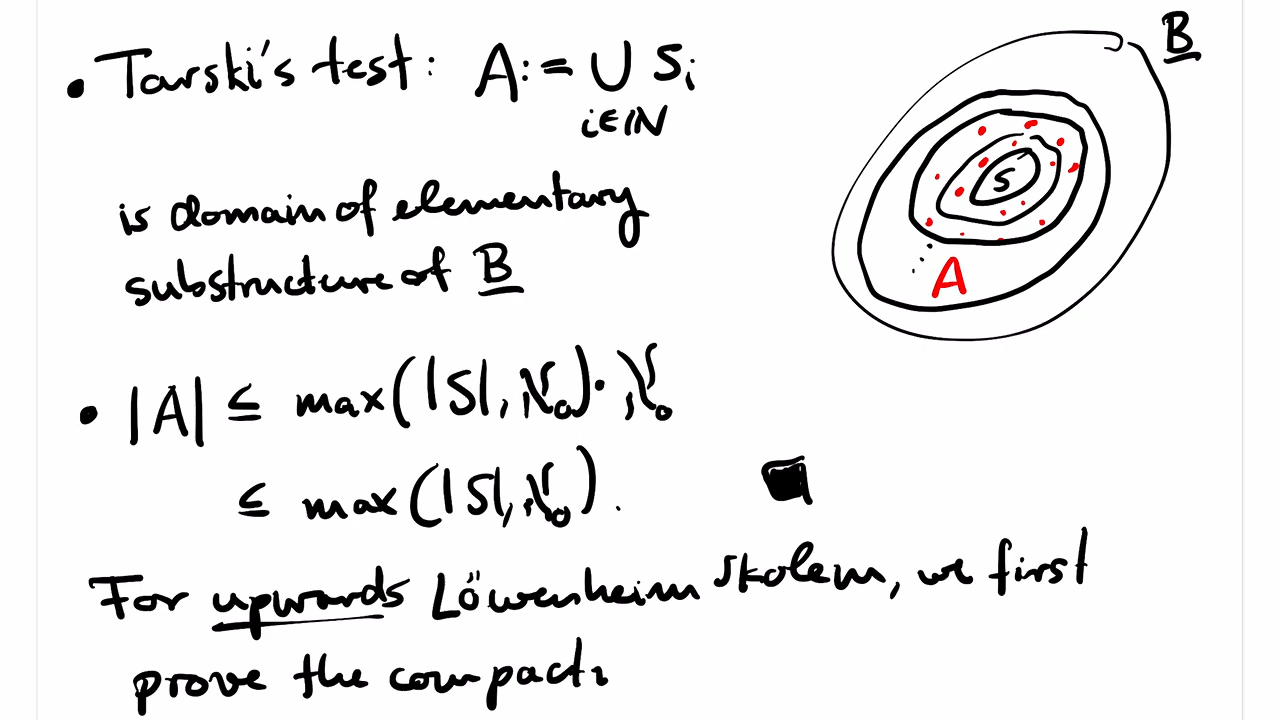 • Tarski's test: A := ∪ Sᵢ
i∈ℕ
is domain of elementary
substructure of B
• |A| ≤ max(|S|, ℵ₀) · ℵ₀
≤ max(|S|, ℵ₀).
For upwards Löwenheim Skolem, we first
prove the compact
B
S
A